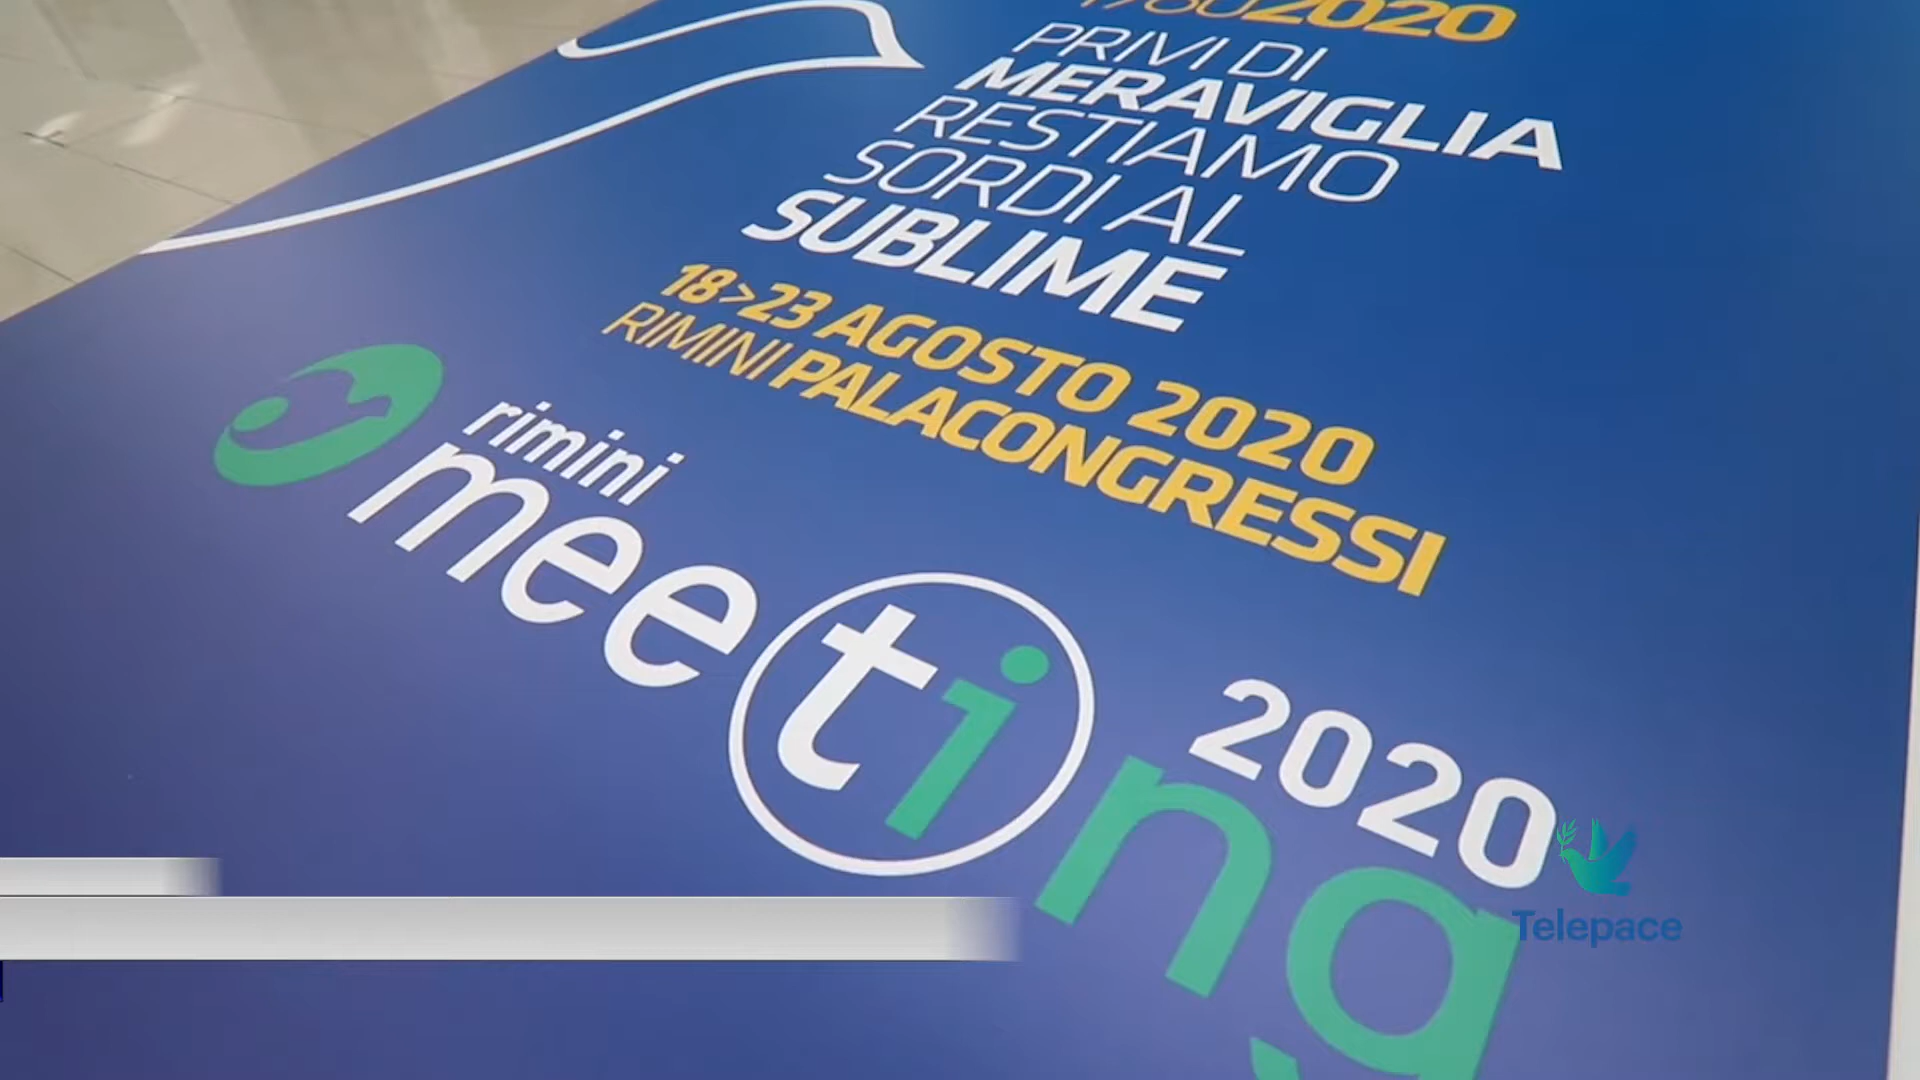 2020
PRIVI DI
MERAVIGLIA
RESTIAMO
SORDI AL
SUBLIME
18>23 AGOSTO 2020
RIMINI PALACONGRESSI
rimini
meeting
2020
Telepace